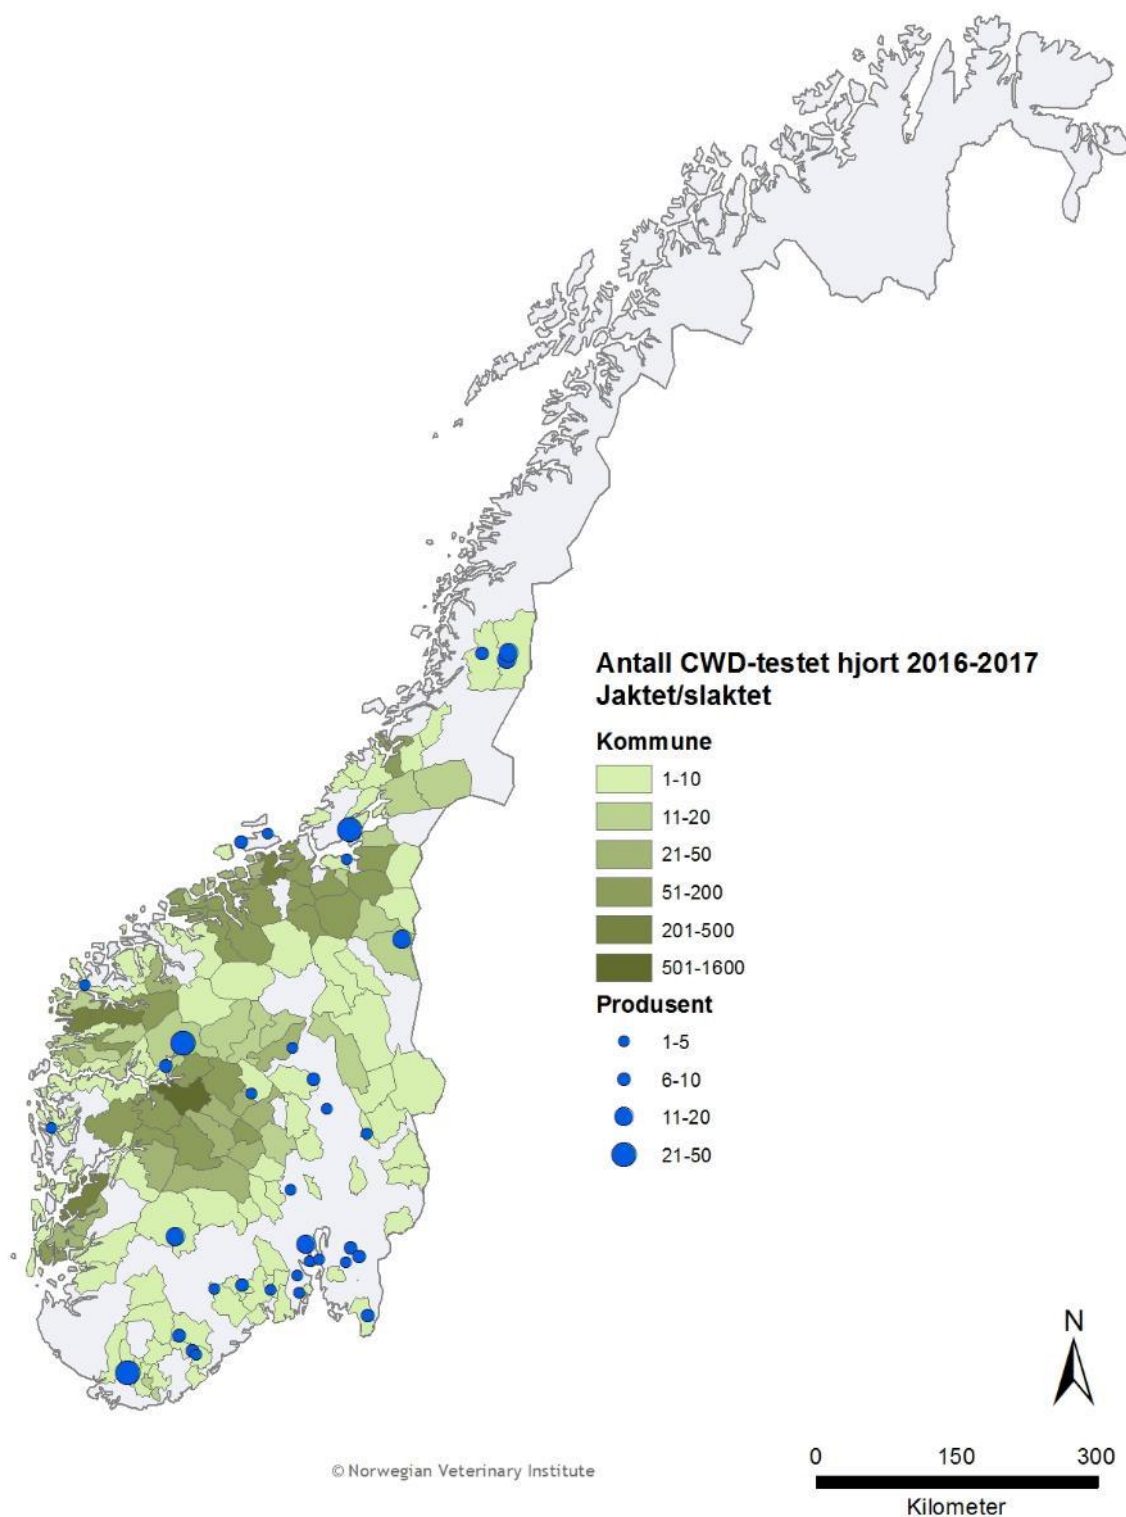 Antall CWD-testet hjort 2016-2017
Jaktet/slaktet
Kommune
1-10
11-20
21-50
51-200
201-500
501-1600
Produsent
1-5
6-10
11-20
21-50
N
0 150 300
Kilometer
© Norwegian Veterinary Institute